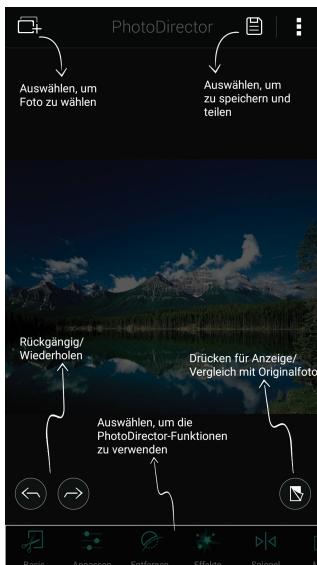 PhotoDirector
Auswählen, um
Foto zu wählen
Auswählen, um
zu speichern und
teilen
Rückgängig/
Wiederholen
Drücken für Anzeige/
Vergleich mit Originalfoto
Auswählen, um die
PhotoDirector-Funktionen
zu verwenden
Basis Anpassen Entfernen Effekte Spiegel